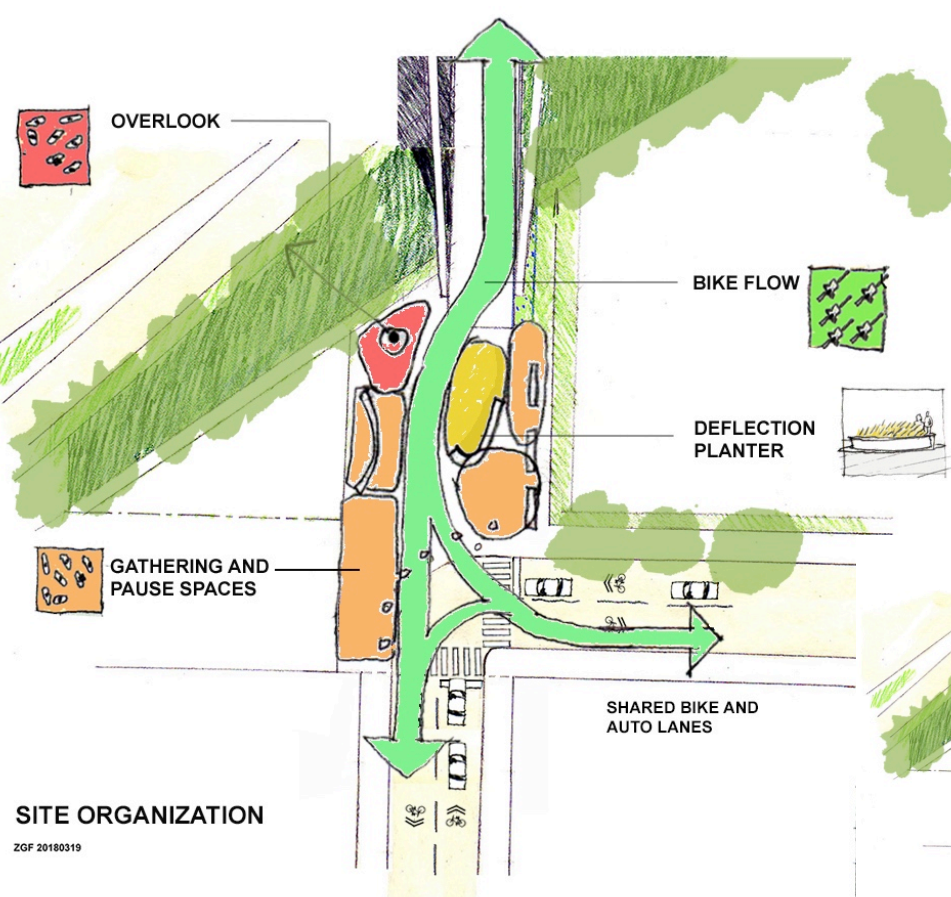 OVERLOOK
BIKE FLOW
DEFLECTION
PLANTER
GATHERING AND
PAUSE SPACES
SHARED BIKE AND
AUTO LANES
SITE ORGANIZATION
ZGF 20180319